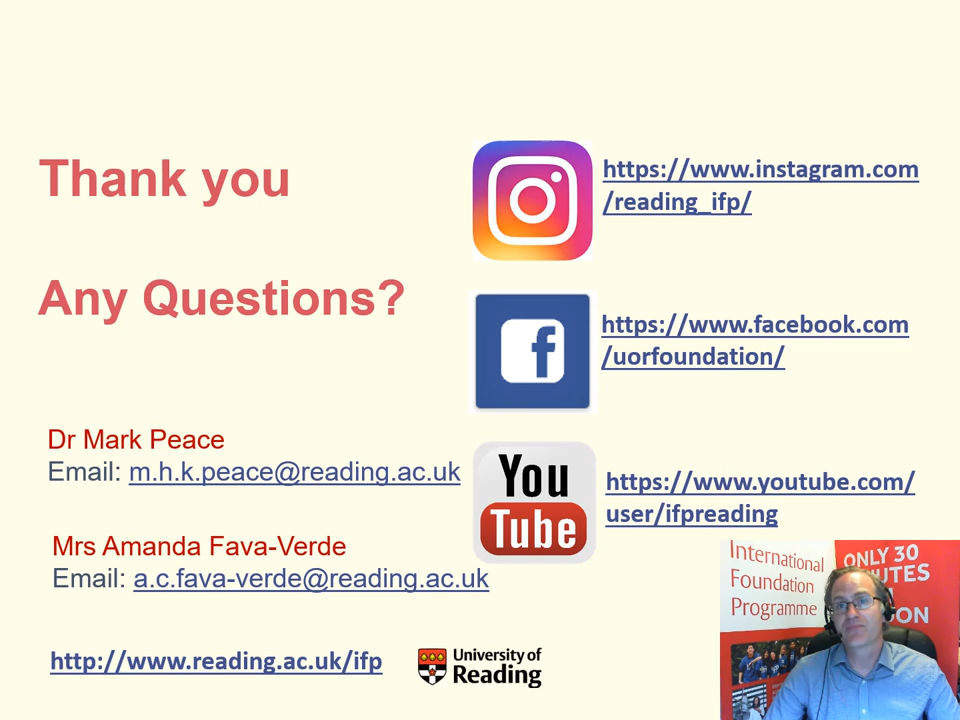 Thank you
Any Questions?
https://www.instagram.com
/reading_ifp/
https://www.facebook.com
/uorfoundation/
Dr Mark Peace
Email: m.h.k.peace@reading.ac.uk
You
Tube
https://www.youtube.com/
user/ifpreading
Mrs Amanda Fava-Verde
Email: a.c.fava-verde@reading.ac.uk
http://www.reading.ac.uk/ifp
University of
Reading
International
Foundation
Programme
ONLY 30